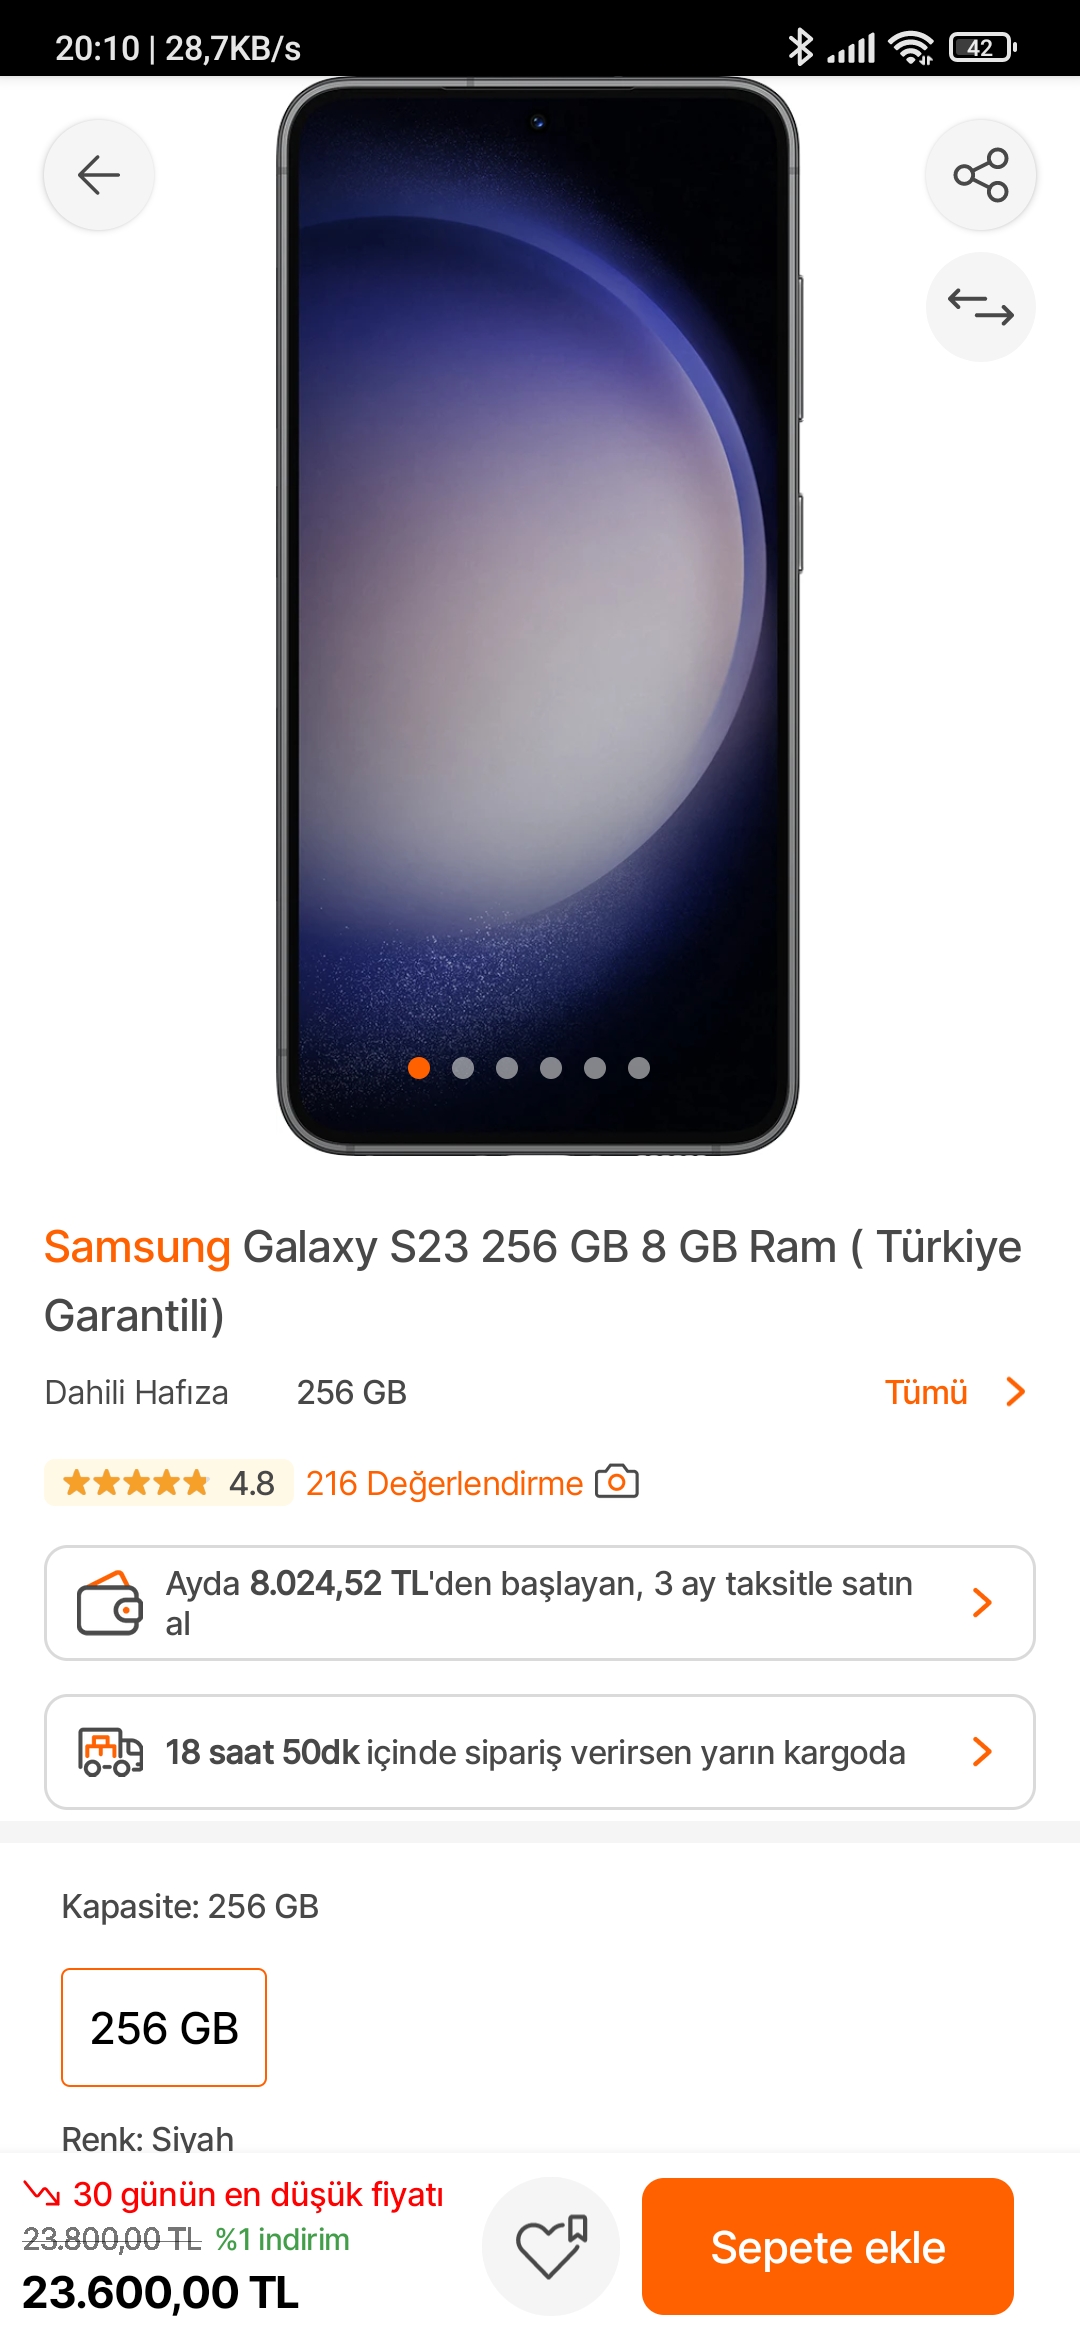 20:10 | 28,7KB/s
42
Samsung Galaxy S23 256 GB 8 GB Ram ( Türkiye
Garantili)
Dahili Hafıza 256 GB Tümü
4.8 216 Değerlendirme
Ayda 8.024,52 TL'den başlayan, 3 ay taksitle satın
al
18 saat 50dk içinde sipariş verirsen yarın kargoda
Kapasite: 256 GB
256 GB
Renk: Siyah
30 günün en düşük fiyatı
23.800,00 TL %1 indirim
23.600,00 TL
Sepete ekle